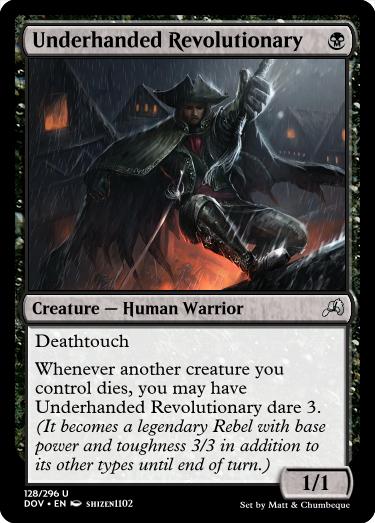 Underhanded Revolutionary
Creature — Human Warrior
Deathtouch
Whenever another creature you
control dies, you may have
Underhanded Revolutionary dare 3.
(It becomes a legendary Rebel with base
power and toughness 3/3 in addition to
its other types until end of turn.)
1/1
128/296 U
DOV • EN SHIZEN1102
Set by Matt & Chumbeque